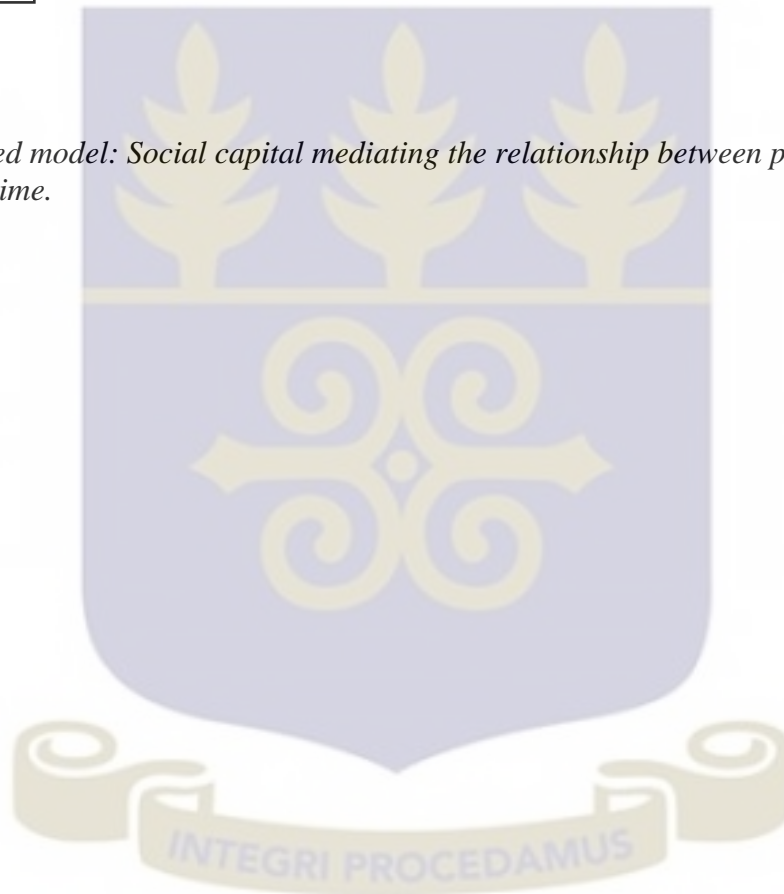 ed model: Social capital mediating the relationship between p
ime.
INTEGRI PROCEDAMUS